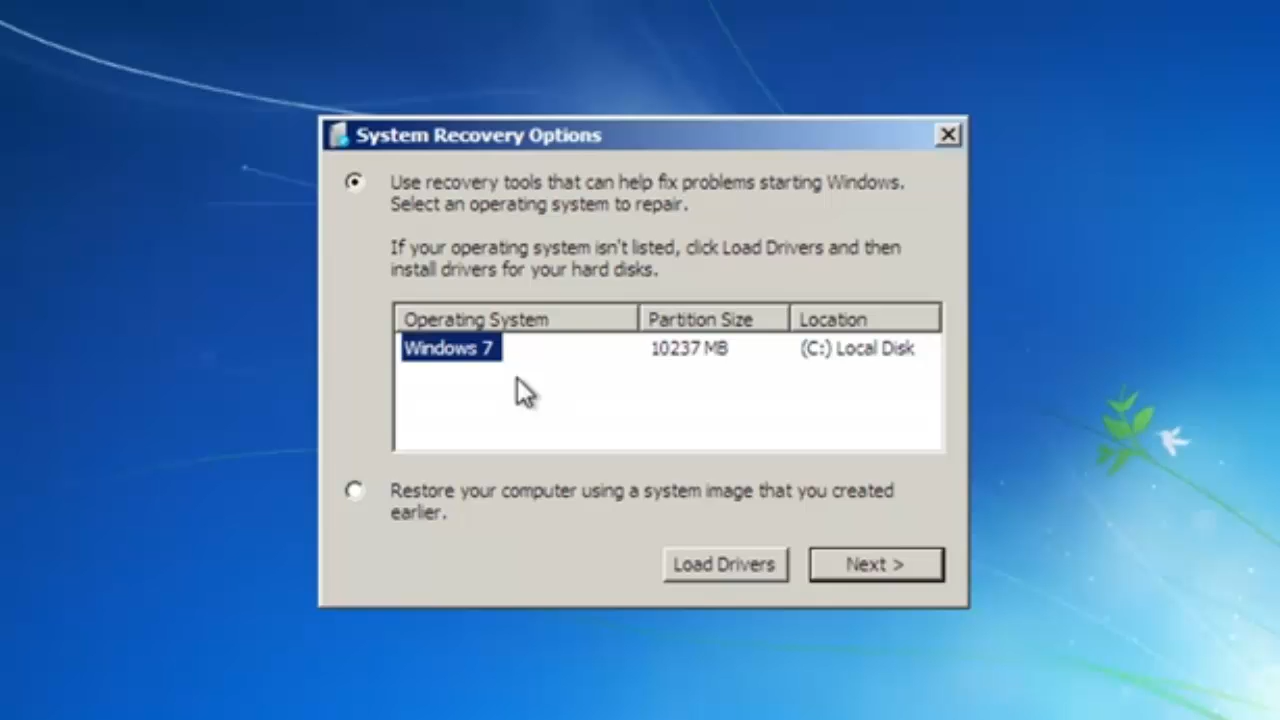 System Recovery Options
Use recovery tools that can help fix problems starting Windows.
Select an operating system to repair.
If your operating system isn't listed, click Load Drivers and then
install drivers for your hard disks.
Operating System Partition Size Location
Windows 7 10237 MB (C:) Local Disk
Restore your computer using a system image that you created
earlier.
Load Drivers Next >